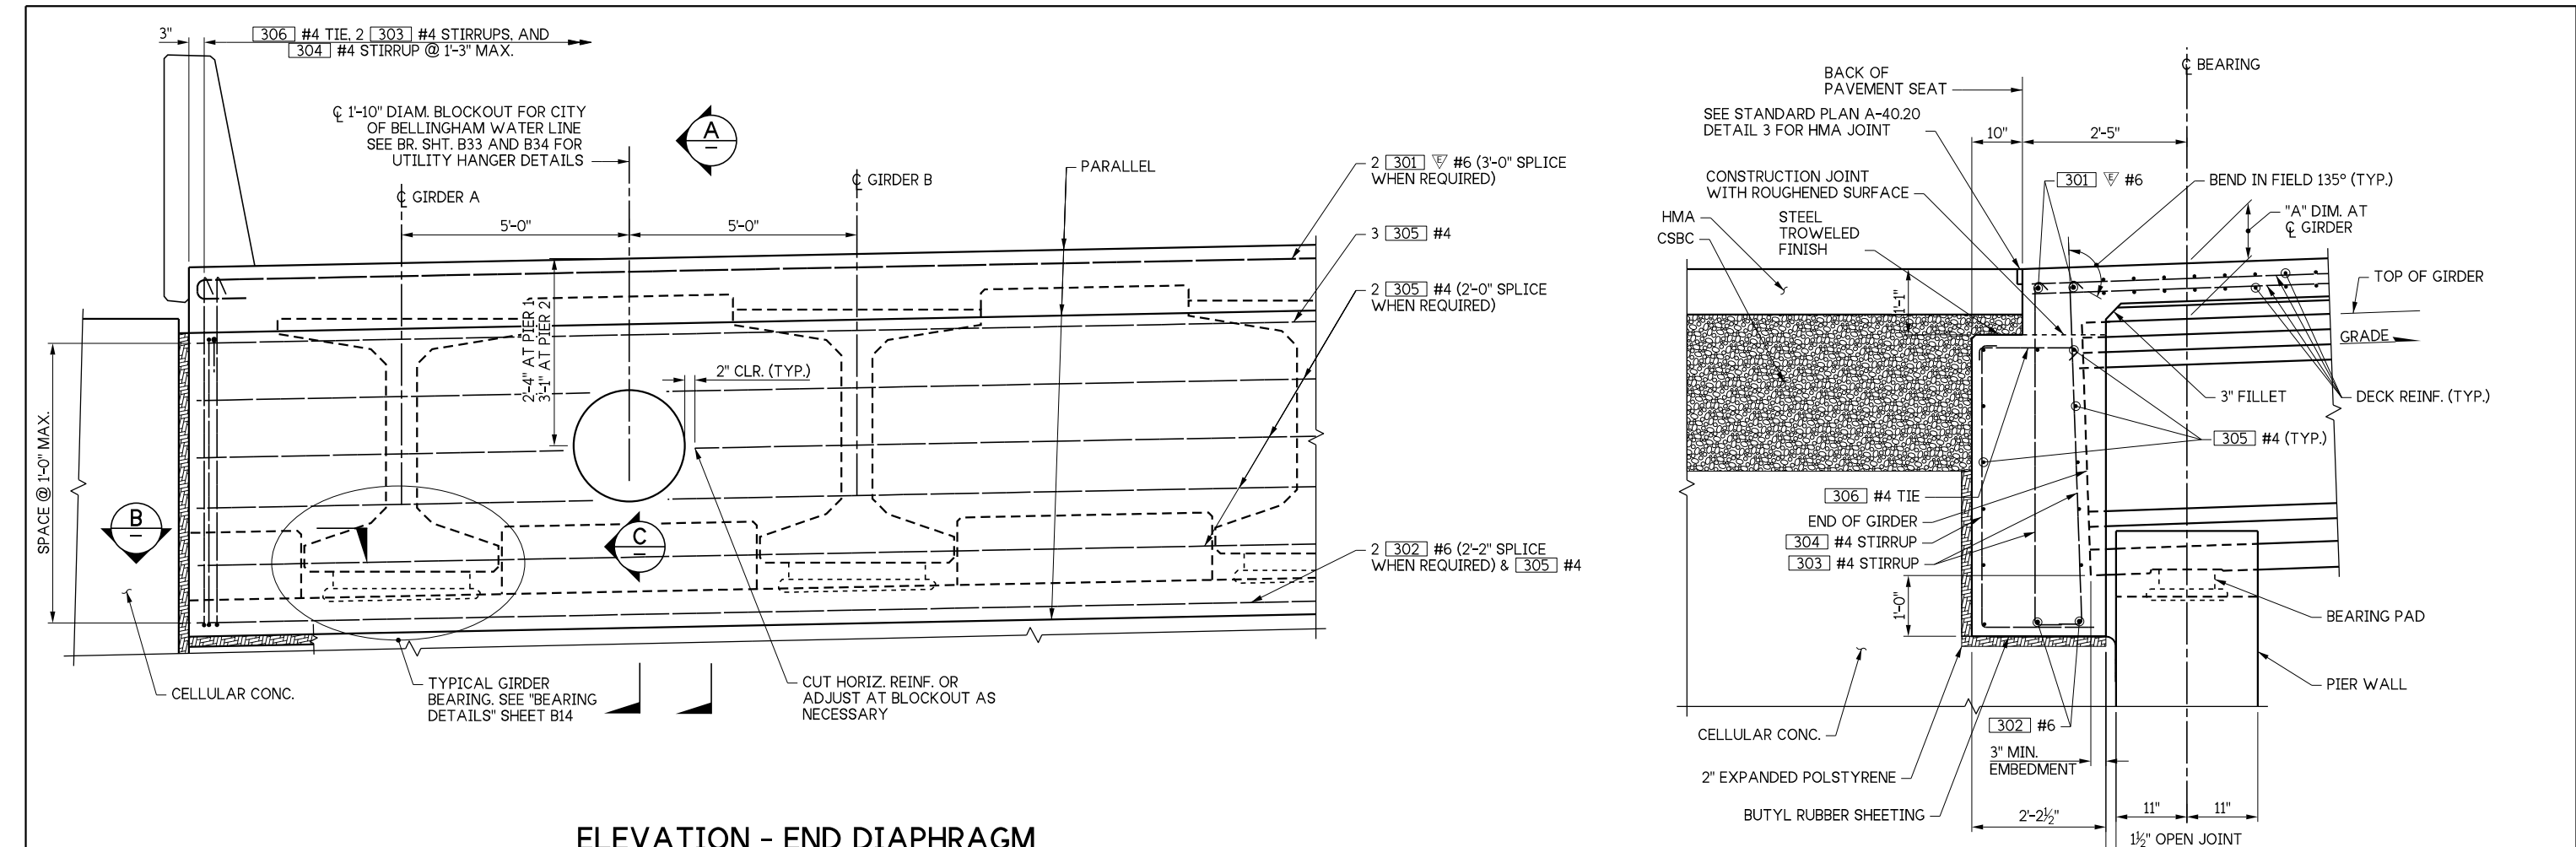 3"
306 #4 TIE, 2 303 #4 STIRRUPS, AND
304 #4 STIRRUP @ 1'-3" MAX.
℄ 1'-10" DIAM. BLOCKOUT FOR CITY
OF BELLINGHAM WATER LINE
SEE BR. SHT. B33 AND B34 FOR
UTILITY HANGER DETAILS
A
–
℄ GIRDER A
℄ GIRDER B
PARALLEL
5'-0"
5'-0"
2 301 E #6 (3'-0" SPLICE
WHEN REQUIRED)
3 305 #4
2 305 #4 (2'-0" SPLICE
WHEN REQUIRED)
2'-4" AT PIER 1
3'-1" AT PIER 2
2" CLR. (TYP.)
SPACE @ 1'-0" MAX.
B
–
C
–
2 302 #6 (2'-2" SPLICE
WHEN REQUIRED) & 305 #4
CELLULAR CONC.
TYPICAL GIRDER
BEARING. SEE "BEARING
DETAILS" SHEET B14
CUT HORIZ. REINF. OR
ADJUST AT BLOCKOUT AS
NECESSARY
ELEVATION - END DIAPHRAGM
℄ BEARING
BACK OF
PAVEMENT SEAT
SEE STANDARD PLAN A-40.20
DETAIL 3 FOR HMA JOINT
10"
2'-5"
CONSTRUCTION JOINT
WITH ROUGHENED SURFACE
301 E #6
BEND IN FIELD 135° (TYP.)
HMA
CSBC
STEEL
TROWELED
FINISH
"A" DIM. AT
℄ GIRDER
TOP OF GIRDER
1'-1"
GRADE
3" FILLET
DECK REINF. (TYP.)
305 #4 (TYP.)
306 #4 TIE
END OF GIRDER
304 #4 STIRRUP
303 #4 STIRRUP
1'-0"
BEARING PAD
PIER WALL
302 #6
CELLULAR CONC.
3" MIN.
EMBEDMENT
2" EXPANDED POLSTYRENE
BUTYL RUBBER SHEETING
2'-2½"
11"
11"
1½" OPEN JOINT